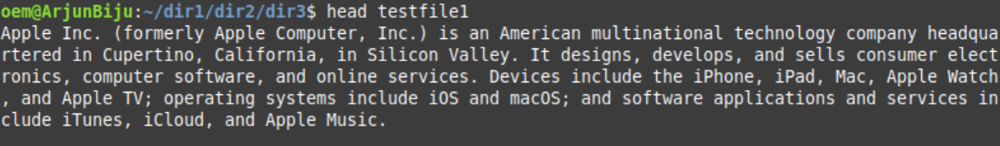 oem@ArjunBiju:~/dir1/dir2/dir3$ head testfile1
Apple Inc. (formerly Apple Computer, Inc.) is an American multinational technology company headqua
rtered in Cupertino, California, in Silicon Valley. It designs, develops, and sells consumer elect
ronics, computer software, and online services. Devices include the iPhone, iPad, Mac, Apple Watch
, and Apple TV; operating systems include iOS and macOS; and software applications and services in
clude iTunes, iCloud, and Apple Music.